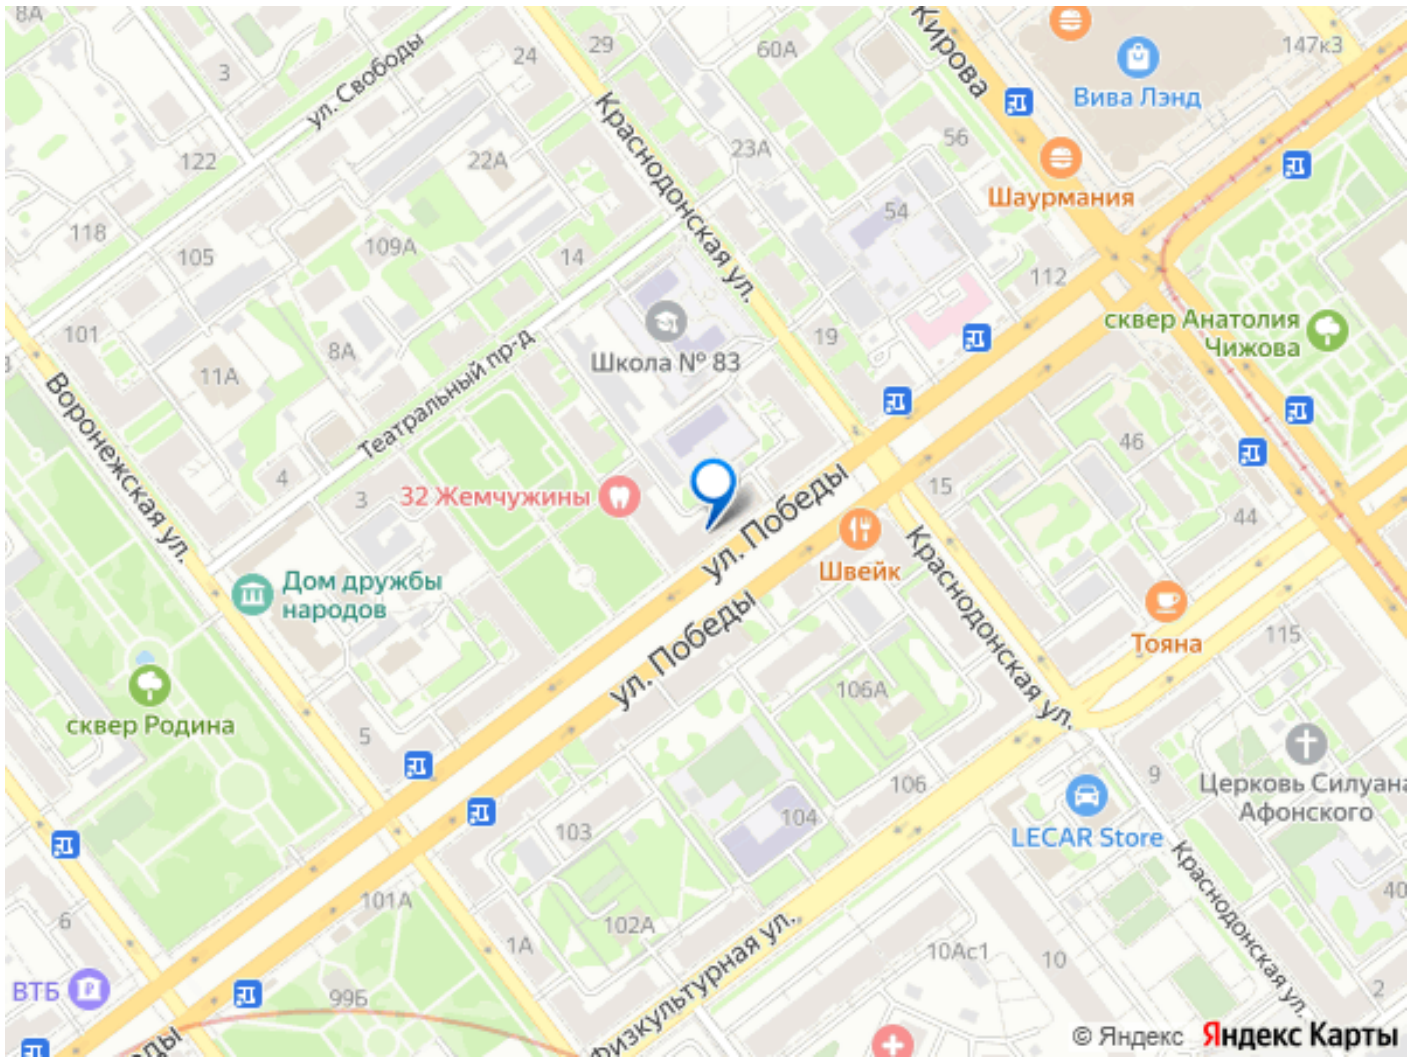 8А
3
ул. Свободы
24
29
60А
Кирова
147к3
Вива Лэнд
122
22А
Краснодонская ул.
23А
56
Шаурмания
118
105
109А
14
54
112
сквер Анатолия
Чижова
101
8А
11А
Театральный пр-д
Школа № 83
19
Воронежская ул.
4
3
32 Жемчужины
ул. Победы
15
46
44
Швейк
Краснодонская ул.
Дом дружбы
народов
ул. Победы
Тояна
115
сквер Родина
5
106А
106
9
Церковь Силуана
Афонского
LECAR Store
104
103
Краснодонская ул.
40
101А
102А
6
1А
Физкультурная ул.
10Ас1
10
2
ВТБ
99Б
© Яндекс Яндекс Карты